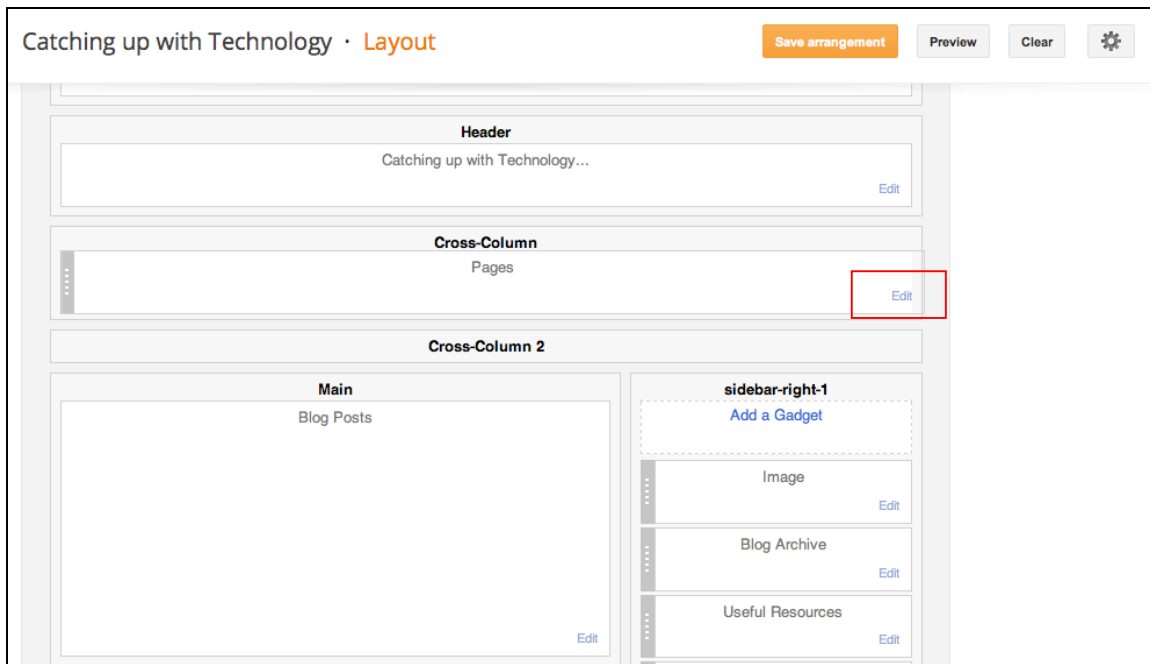 Catching up with Technology · Layout
Save arrangement
Preview
Clear
Header
Catching up with Technology...
Edit
Cross-Column
Pages
Edit
Cross-Column 2
Main
Blog Posts
Edit
sidebar-right-1
Add a Gadget
Image
Edit
Blog Archive
Edit
Useful Resources
Edit